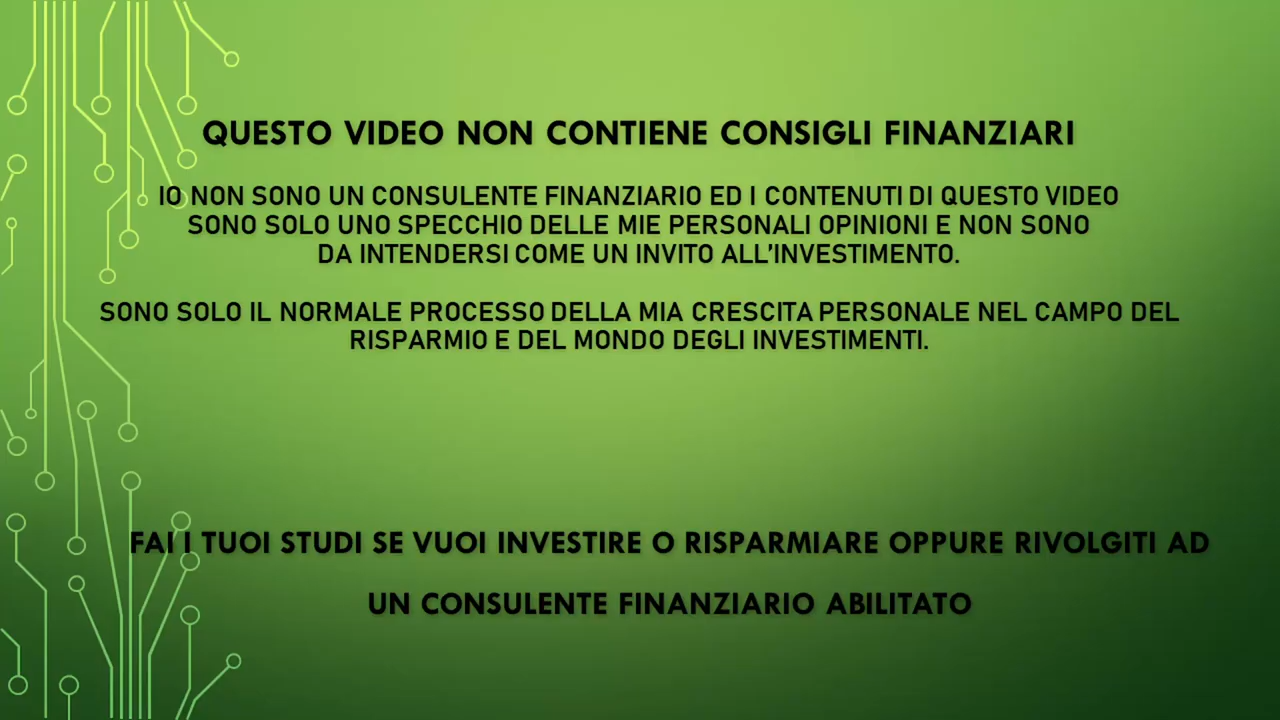 QUESTO VIDEO NON CONTIENE CONSIGLI FINANZIARI
IO NON SONO UN CONSULENTE FINANZIARIO ED I CONTENUTI DI QUESTO VIDEO
SONO SOLO UNO SPECCHIO DELLE MIE PERSONALI OPINIONI E NON SONO
DA INTENDERSI COME UN INVITO ALL'INVESTIMENTO.
SONO SOLO IL NORMALE PROCESSO DELLA MIA CRESCITA PERSONALE NEL CAMPO DEL
RISPARMIO E DEL MONDO DEGLI INVESTIMENTI.
FAI I TUOI STUDI SE VUOI INVESTIRE O RISPARMIARE OPPURE RIVOLGITI AD
UN CONSULENTE FINANZIARIO ABILITATO